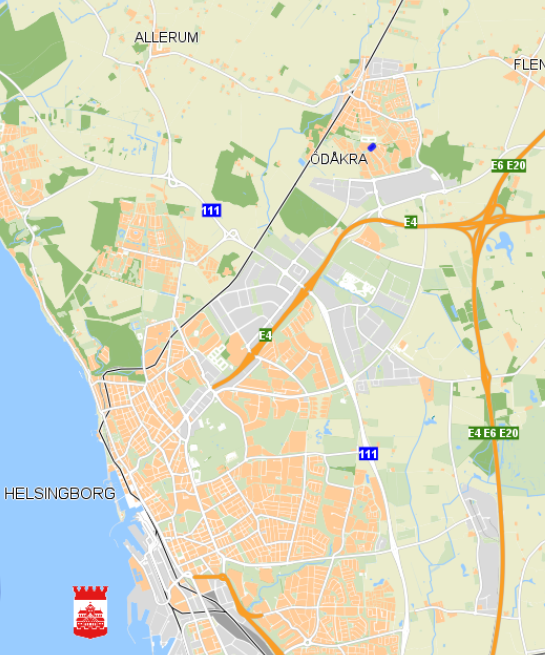 ALLERUM
FLEN
ÖDÅKRA
E6 E20
111
E4
E4
E4 E6 E20
111
HELSINGBORG